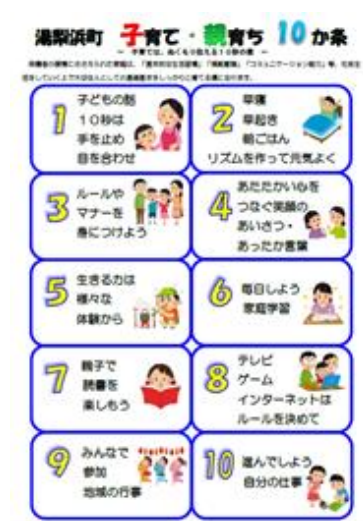 湯梨浜町 子育て・親育ち 10か条
1
子どもの話
10秒は
手を止め
目を合わせ
2
早寝
早起き
朝ごはん
リズムを作って元気よく
3
ルールや
マナーを
身につけよう
4
あたたかい心を
つなぐ笑顔の
あいさつ・
あったか言葉
5
生きる力は
様々な
体験から
6
毎日しよう
家庭学習
7
親子で
読書を
楽しもう
8
テレビ
ゲーム
インターネットは
ルールを決めて
9
みんなで
参加
地域の行事
10
進んでしよう
自分の仕事